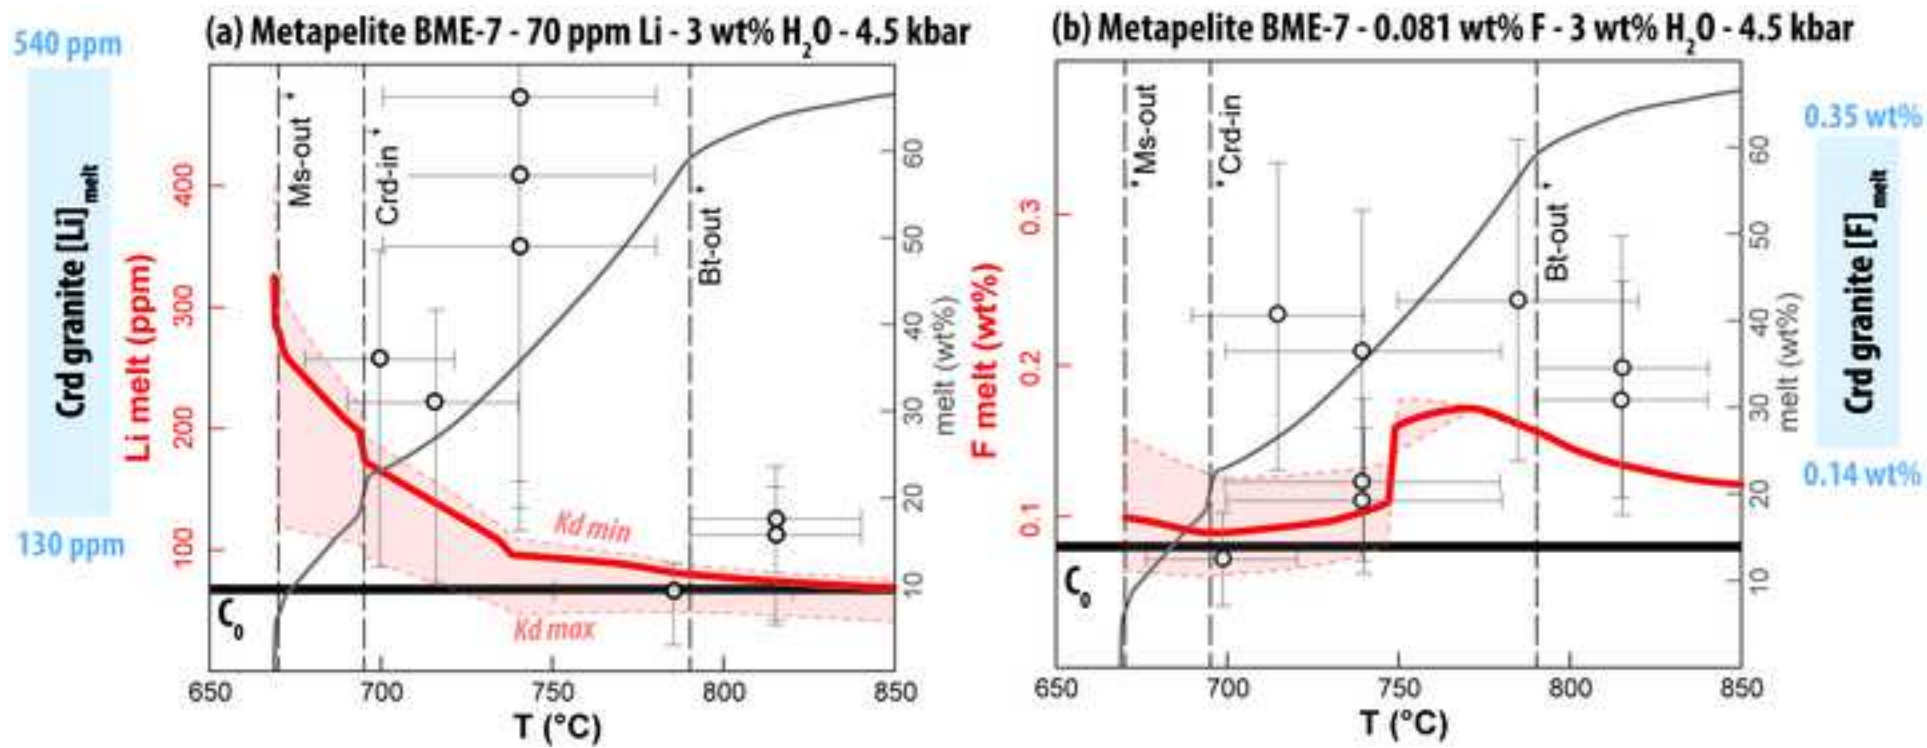 (a) Metapelite BME-7 - 70 ppm Li - 3 wt% H₂O - 4.5 kbar
540 ppm
Crd granite [Li]melt
130 ppm
Li melt (ppm)
400
300
200
100
Ms-out*
Crd-in*
Bt-out*
Kd min
Kd max
C₀
melt (wt%)
60
50
40
30
20
10
650
700
750
800
850
T (°C)
(b) Metapelite BME-7 - 0.081 wt% F - 3 wt% H₂O - 4.5 kbar
F melt (wt%)
0.3
0.2
0.1
*Ms-out
*Crd-in
Bt-out*
C₀
melt (wt%)
60
50
40
30
20
10
650
700
750
800
850
T (°C)
0.35 wt%
Crd granite [F]melt
0.14 wt%